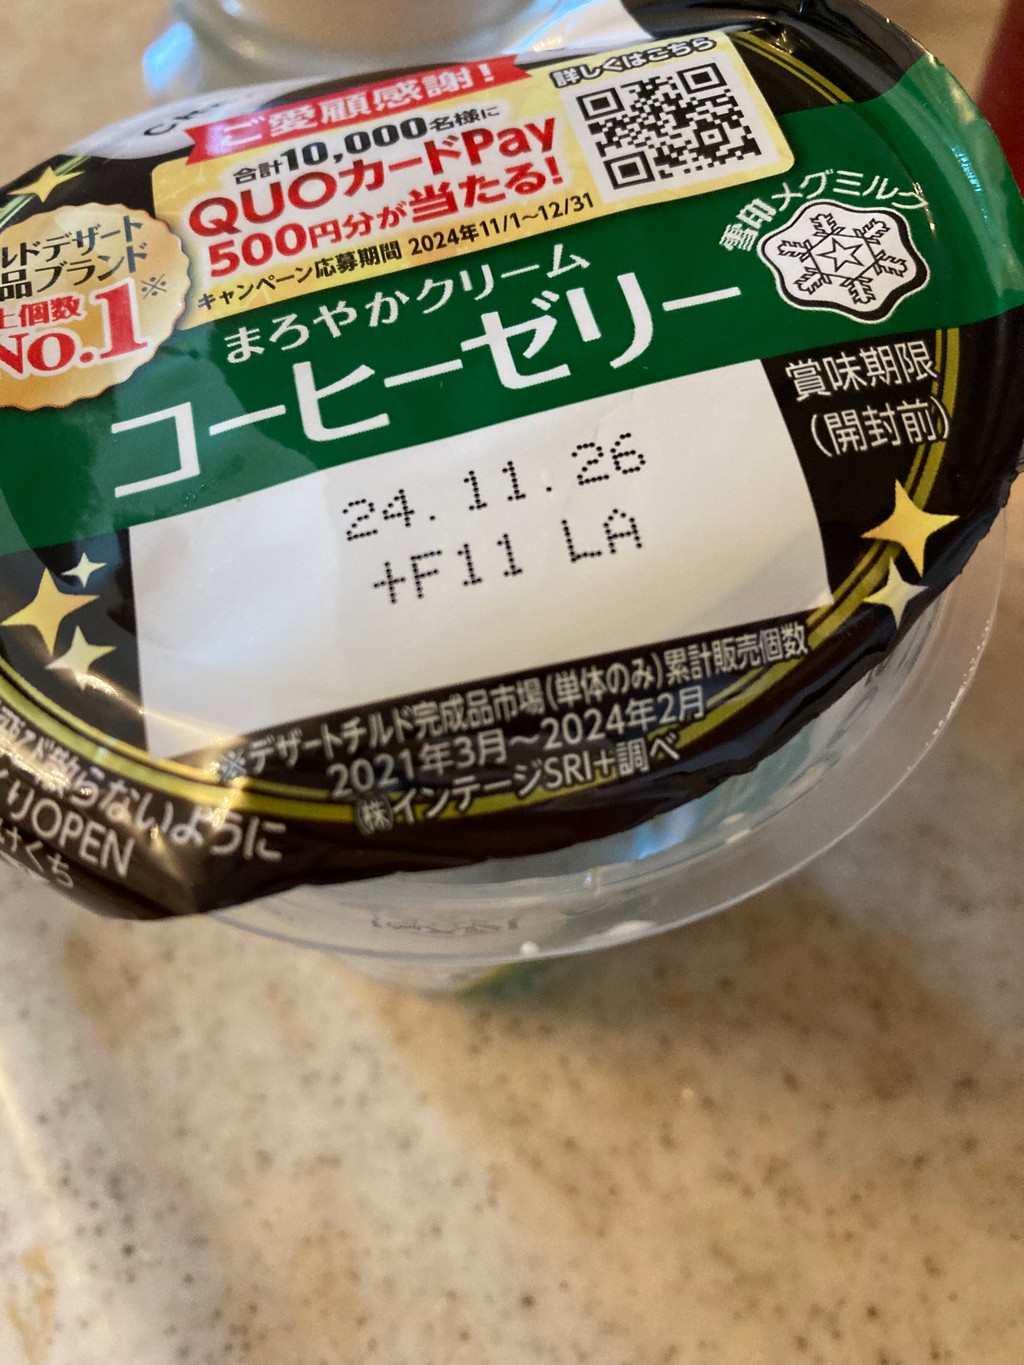 ご愛顧感謝!
詳しくはこちら
合計10,000名様に
QUOカードPay
500円分が当たる!
キャンペーン応募期間 2024年11/1~12/31
雪印メグミルク
ルドデザート
品ブランド※
個数
No.1
まろやかクリーム
コーヒーゼリー
賞味期限
(開封前)
24.11.26
+F11 LA
※デザートチルド完成品市場(単体のみ)累計販売個数
2021年3月~2024年2月
(株)インテージSRI+調べ
散らないように
OPEN